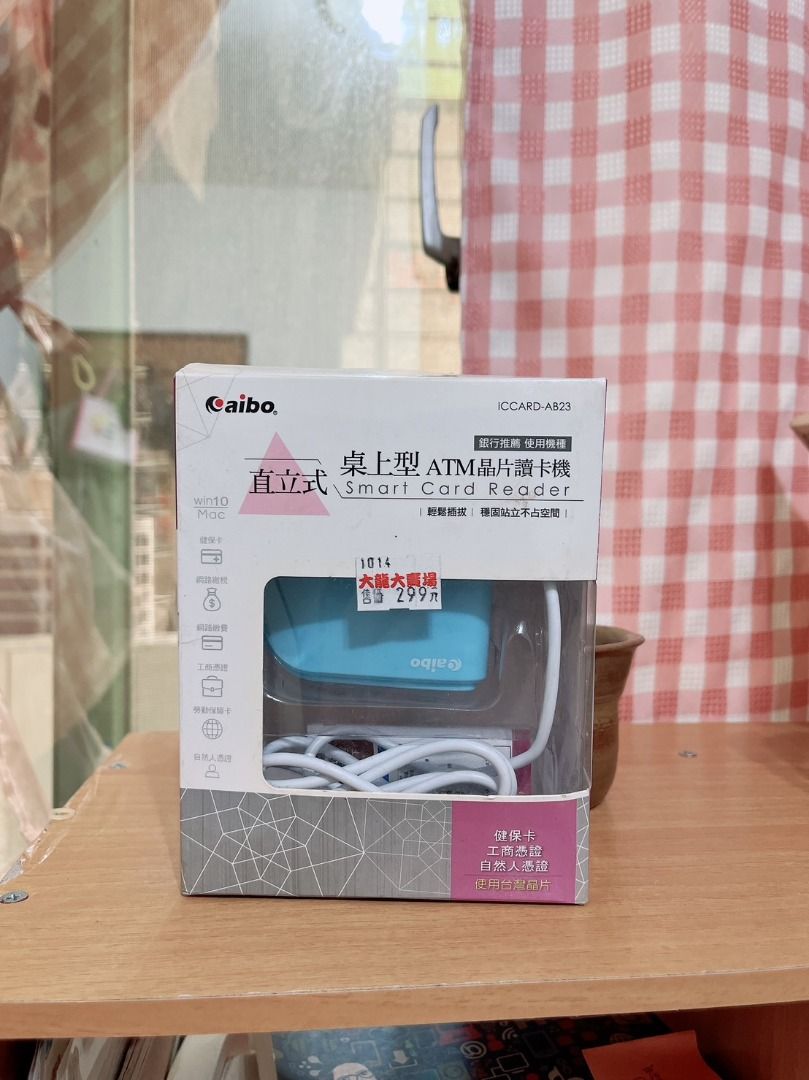 aibo.
ICCARD-AB23
銀行推薦 使用機種
直立式 桌上型 ATM晶片讀卡機
Smart Card Reader
| 輕鬆插拔 | 穩固站立不占空間 |
win10
Mac
健保卡
網路繳稅
網路繳費
工商憑證
勞動保障卡
自然人憑證
1014
大龍大賣場
售價 299元
aibo
健保卡
工商憑證
自然人憑證
使用台灣晶片